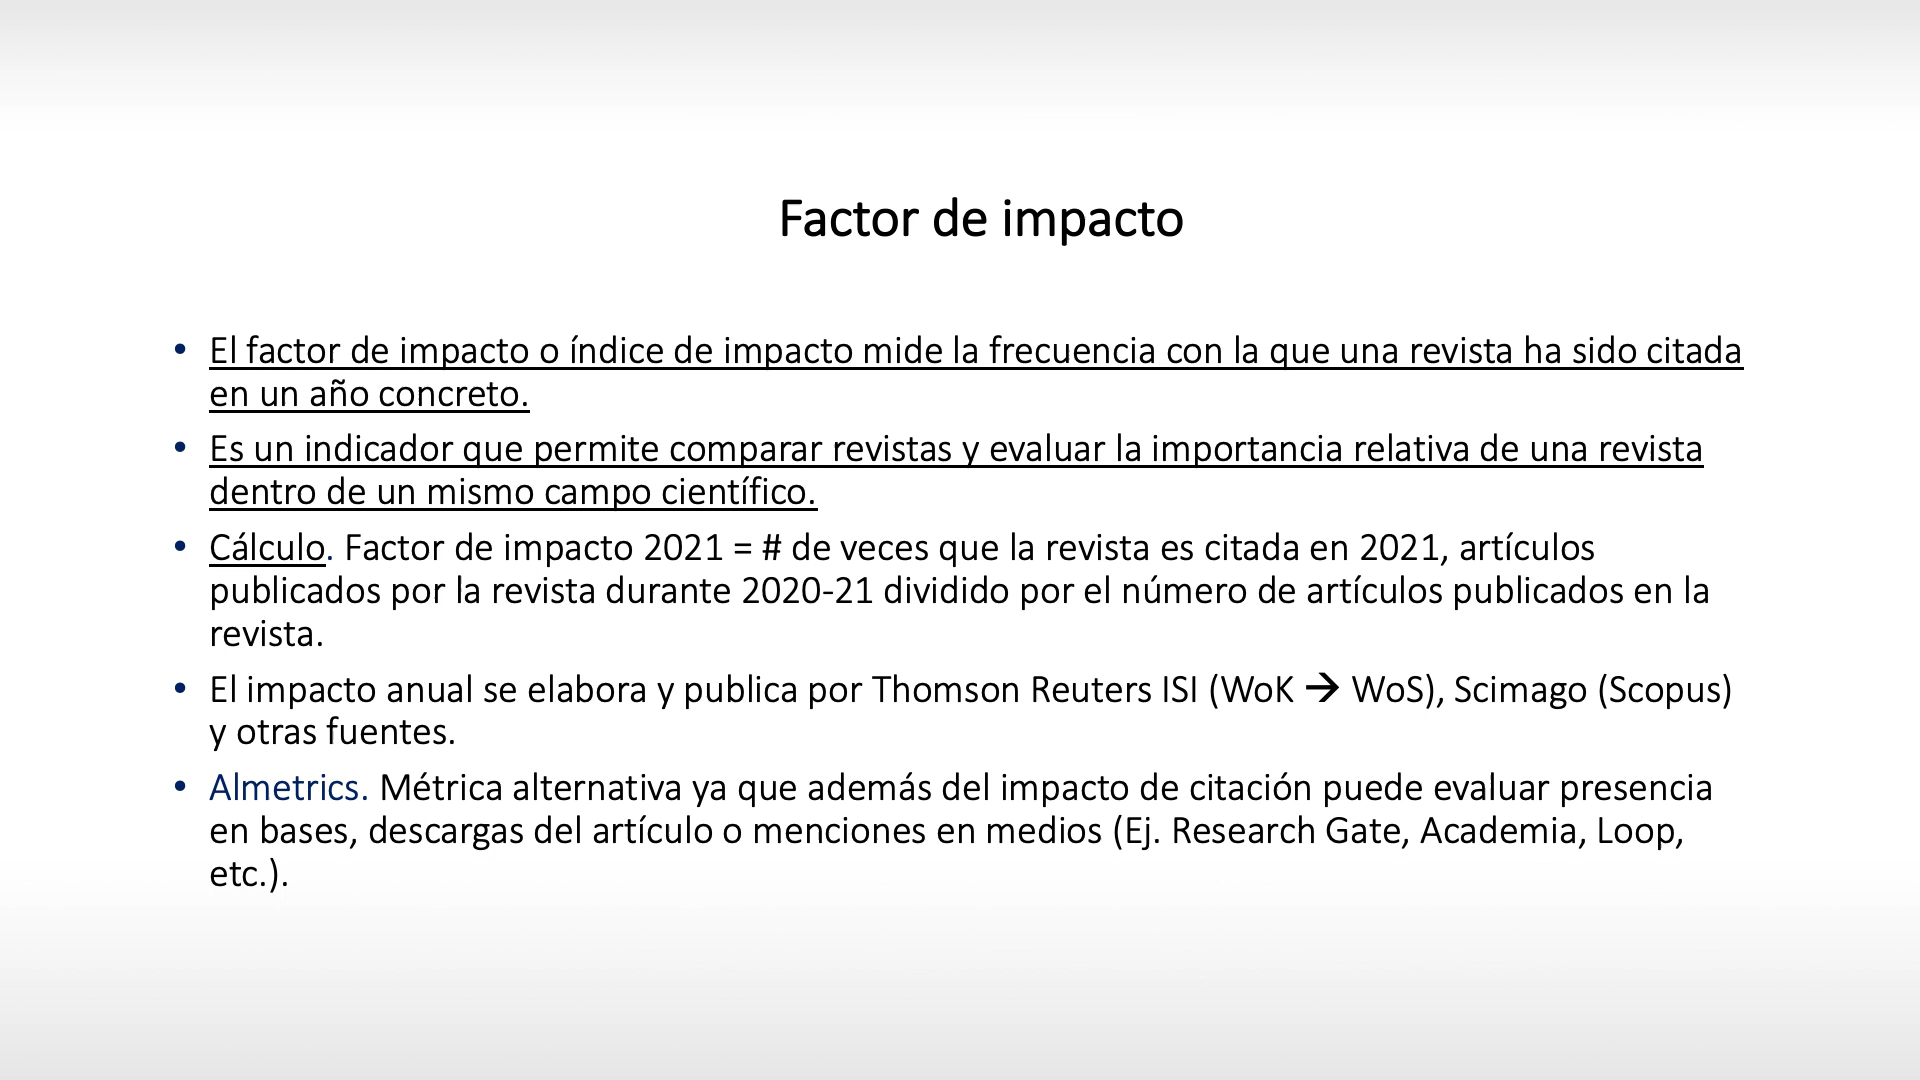 Factor de impacto
• El factor de impacto o índice de impacto mide la frecuencia con la que una revista ha sido citada
en un año concreto.
• Es un indicador que permite comparar revistas y evaluar la importancia relativa de una revista
dentro de un mismo campo científico.
• Cálculo. Factor de impacto 2021 = # de veces que la revista es citada en 2021, artículos
publicados por la revista durante 2020-21 dividido por el número de artículos publicados en la
revista.
• El impacto anual se elabora y publica por Thomson Reuters ISI (WoK → WoS), Scimago (Scopus)
y otras fuentes.
• Almetrics. Métrica alternativa ya que además del impacto de citación puede evaluar presencia
en bases, descargas del artículo o menciones en medios (Ej. Research Gate, Academia, Loop,
etc.).